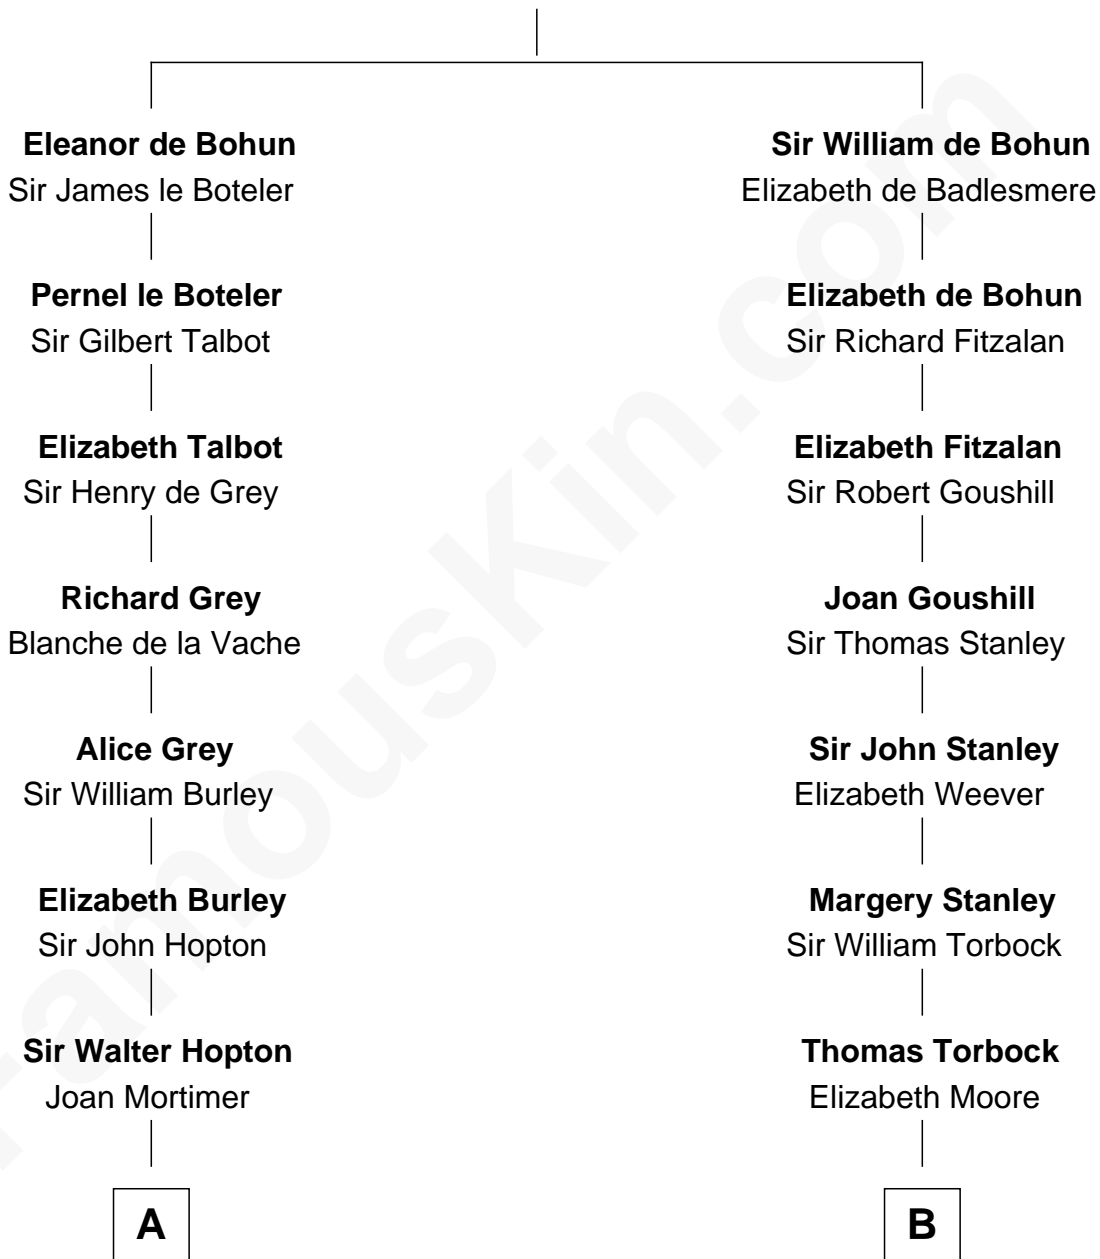 Eleanor de Bohun
Sir James le Boteler
Pernel le Boteler
Sir Gilbert Talbot
Elizabeth Talbot
Sir Henry de Grey
Richard Grey
Blanche de la Vache
Alice Grey
Sir William Burley
Elizabeth Burley
Sir John Hopton
Sir Walter Hopton
Joan Mortimer
A
Sir William de Bohun
Elizabeth de Badlesmere
Elizabeth de Bohun
Sir Richard Fitzalan
Elizabeth Fitzalan
Sir Robert Goushill
Joan Goushill
Sir Thomas Stanley
Sir John Stanley
Elizabeth Weever
Margery Stanley
Sir William Torbock
Thomas Torbock
Elizabeth Moore
B
FamousKin.com